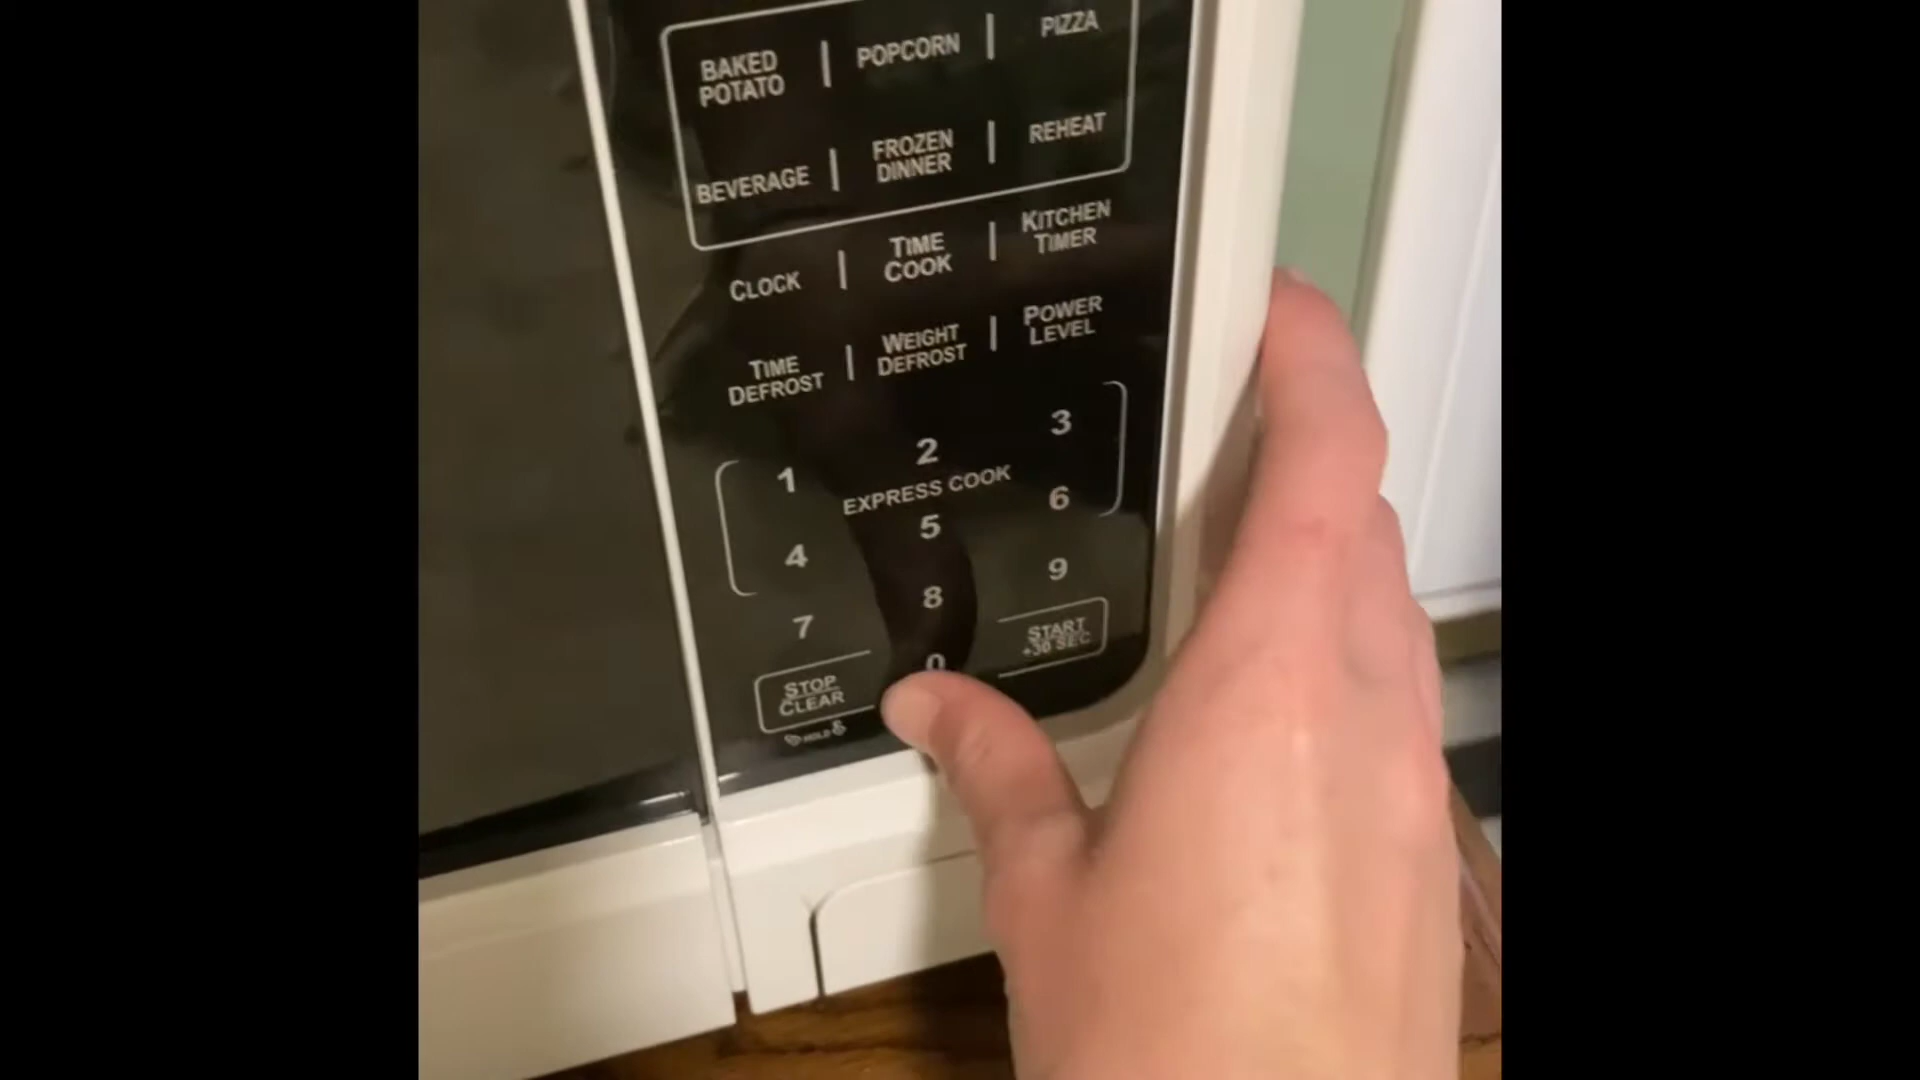 BAKED
POTATO
POPCORN
PIZZA
BEVERAGE
FROZEN
DINNER
REHEAT
CLOCK
TIME
COOK
KITCHEN
TIMER
TIME
DEFROST
WEIGHT
DEFROST
POWER
LEVEL
1 2 3
EXPRESS COOK
4 5 6
7 8 9
STOP
CLEAR
0
START
+30 SEC
HOLD